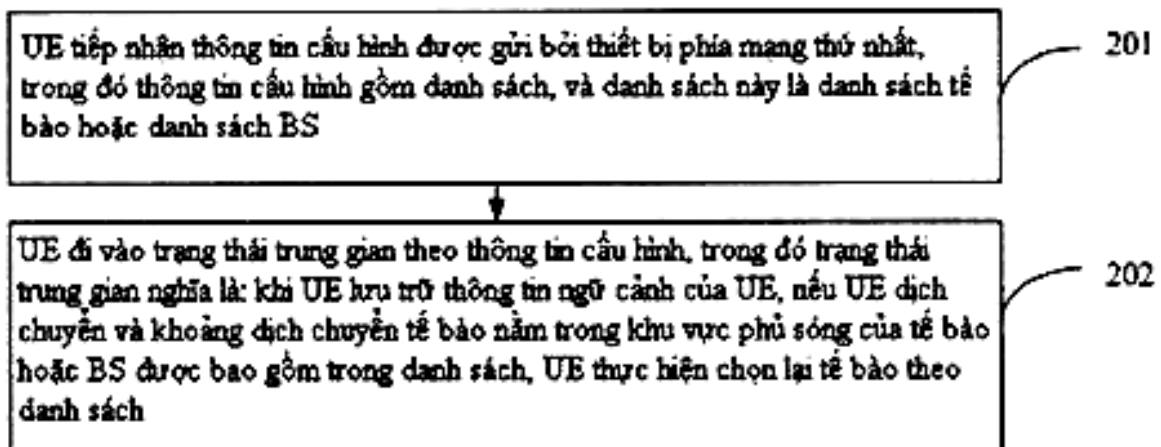 UE tiếp nhận thông tin cấu hình được gửi bởi thiết bị phía mạng thứ nhất,
trong đó thông tin cấu hình gồm danh sách, và danh sách này là danh sách tế
bào hoặc danh sách BS
201
UE đi vào trạng thái trung gian theo thông tin cấu hình, trong đó trạng thái
trung gian nghĩa là: khi UE lưu trữ thông tin ngữ cảnh của UE, nếu UE dịch
chuyển và khoảng dịch chuyển tế bào nằm trong khu vực phủ sóng của tế bào
hoặc BS được bao gồm trong danh sách, UE thực hiện chọn lại tế bào theo
danh sách
202